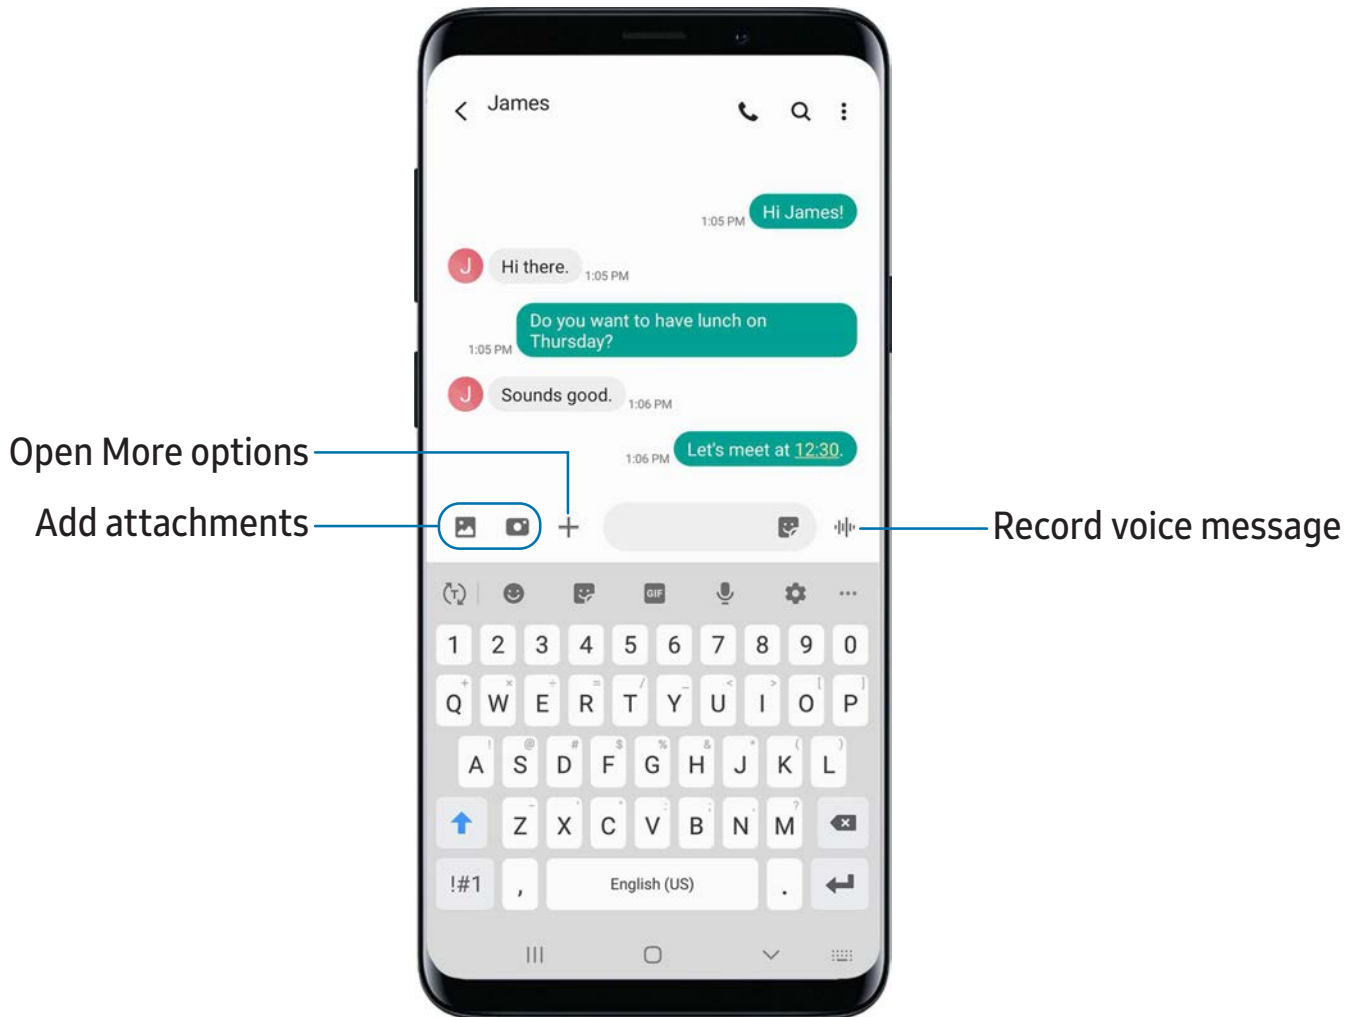 James
1:05 PM Hi James!
J Hi there. 1:05 PM
Do you want to have lunch on
Thursday?
1:05 PM
J Sounds good. 1:06 PM
1:06 PM Let's meet at 12:30.
Open More options
Add attachments
Record voice message
T GIF
1 2 3 4 5 6 7 8 9 0
+ × ÷ = / _ < > [ ]
Q W E R T Y U I O P
! @ # $ % & * ( )
A S D F G H J K L
- ' " : ; , ?
Z X C V B N M
!#1 , English (US) .